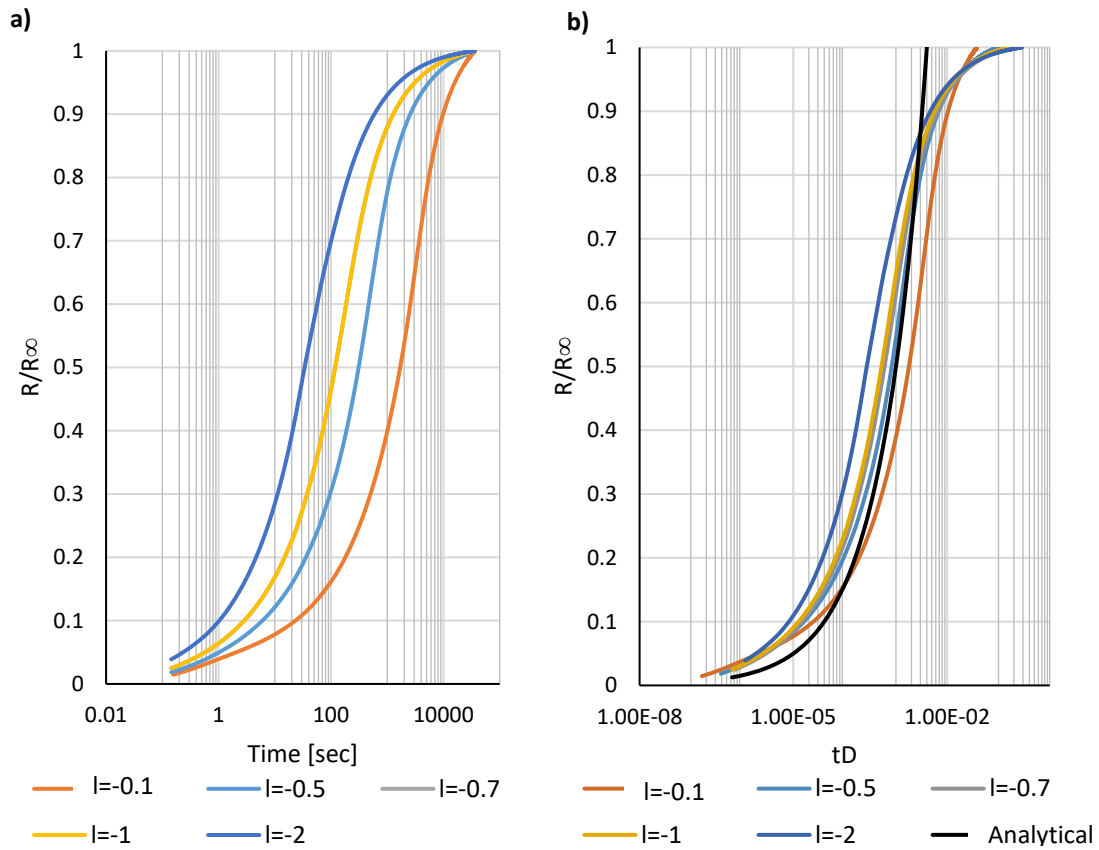 a)
1
0.9
0.8
0.7
0.6
0.5
0.4
0.3
0.2
0.1
0
R/R∞
0.01 1 100 10000
Time [sec]
l=-0.1 l=-0.5 l=-0.7
l=-1 l=-2
b)
1
0.9
0.8
0.7
0.6
0.5
0.4
0.3
0.2
0.1
0
R/R∞
1.00E-08 1.00E-05 1.00E-02
tD
l=-0.1 l=-0.5 l=-0.7
l=-1 l=-2 Analytical